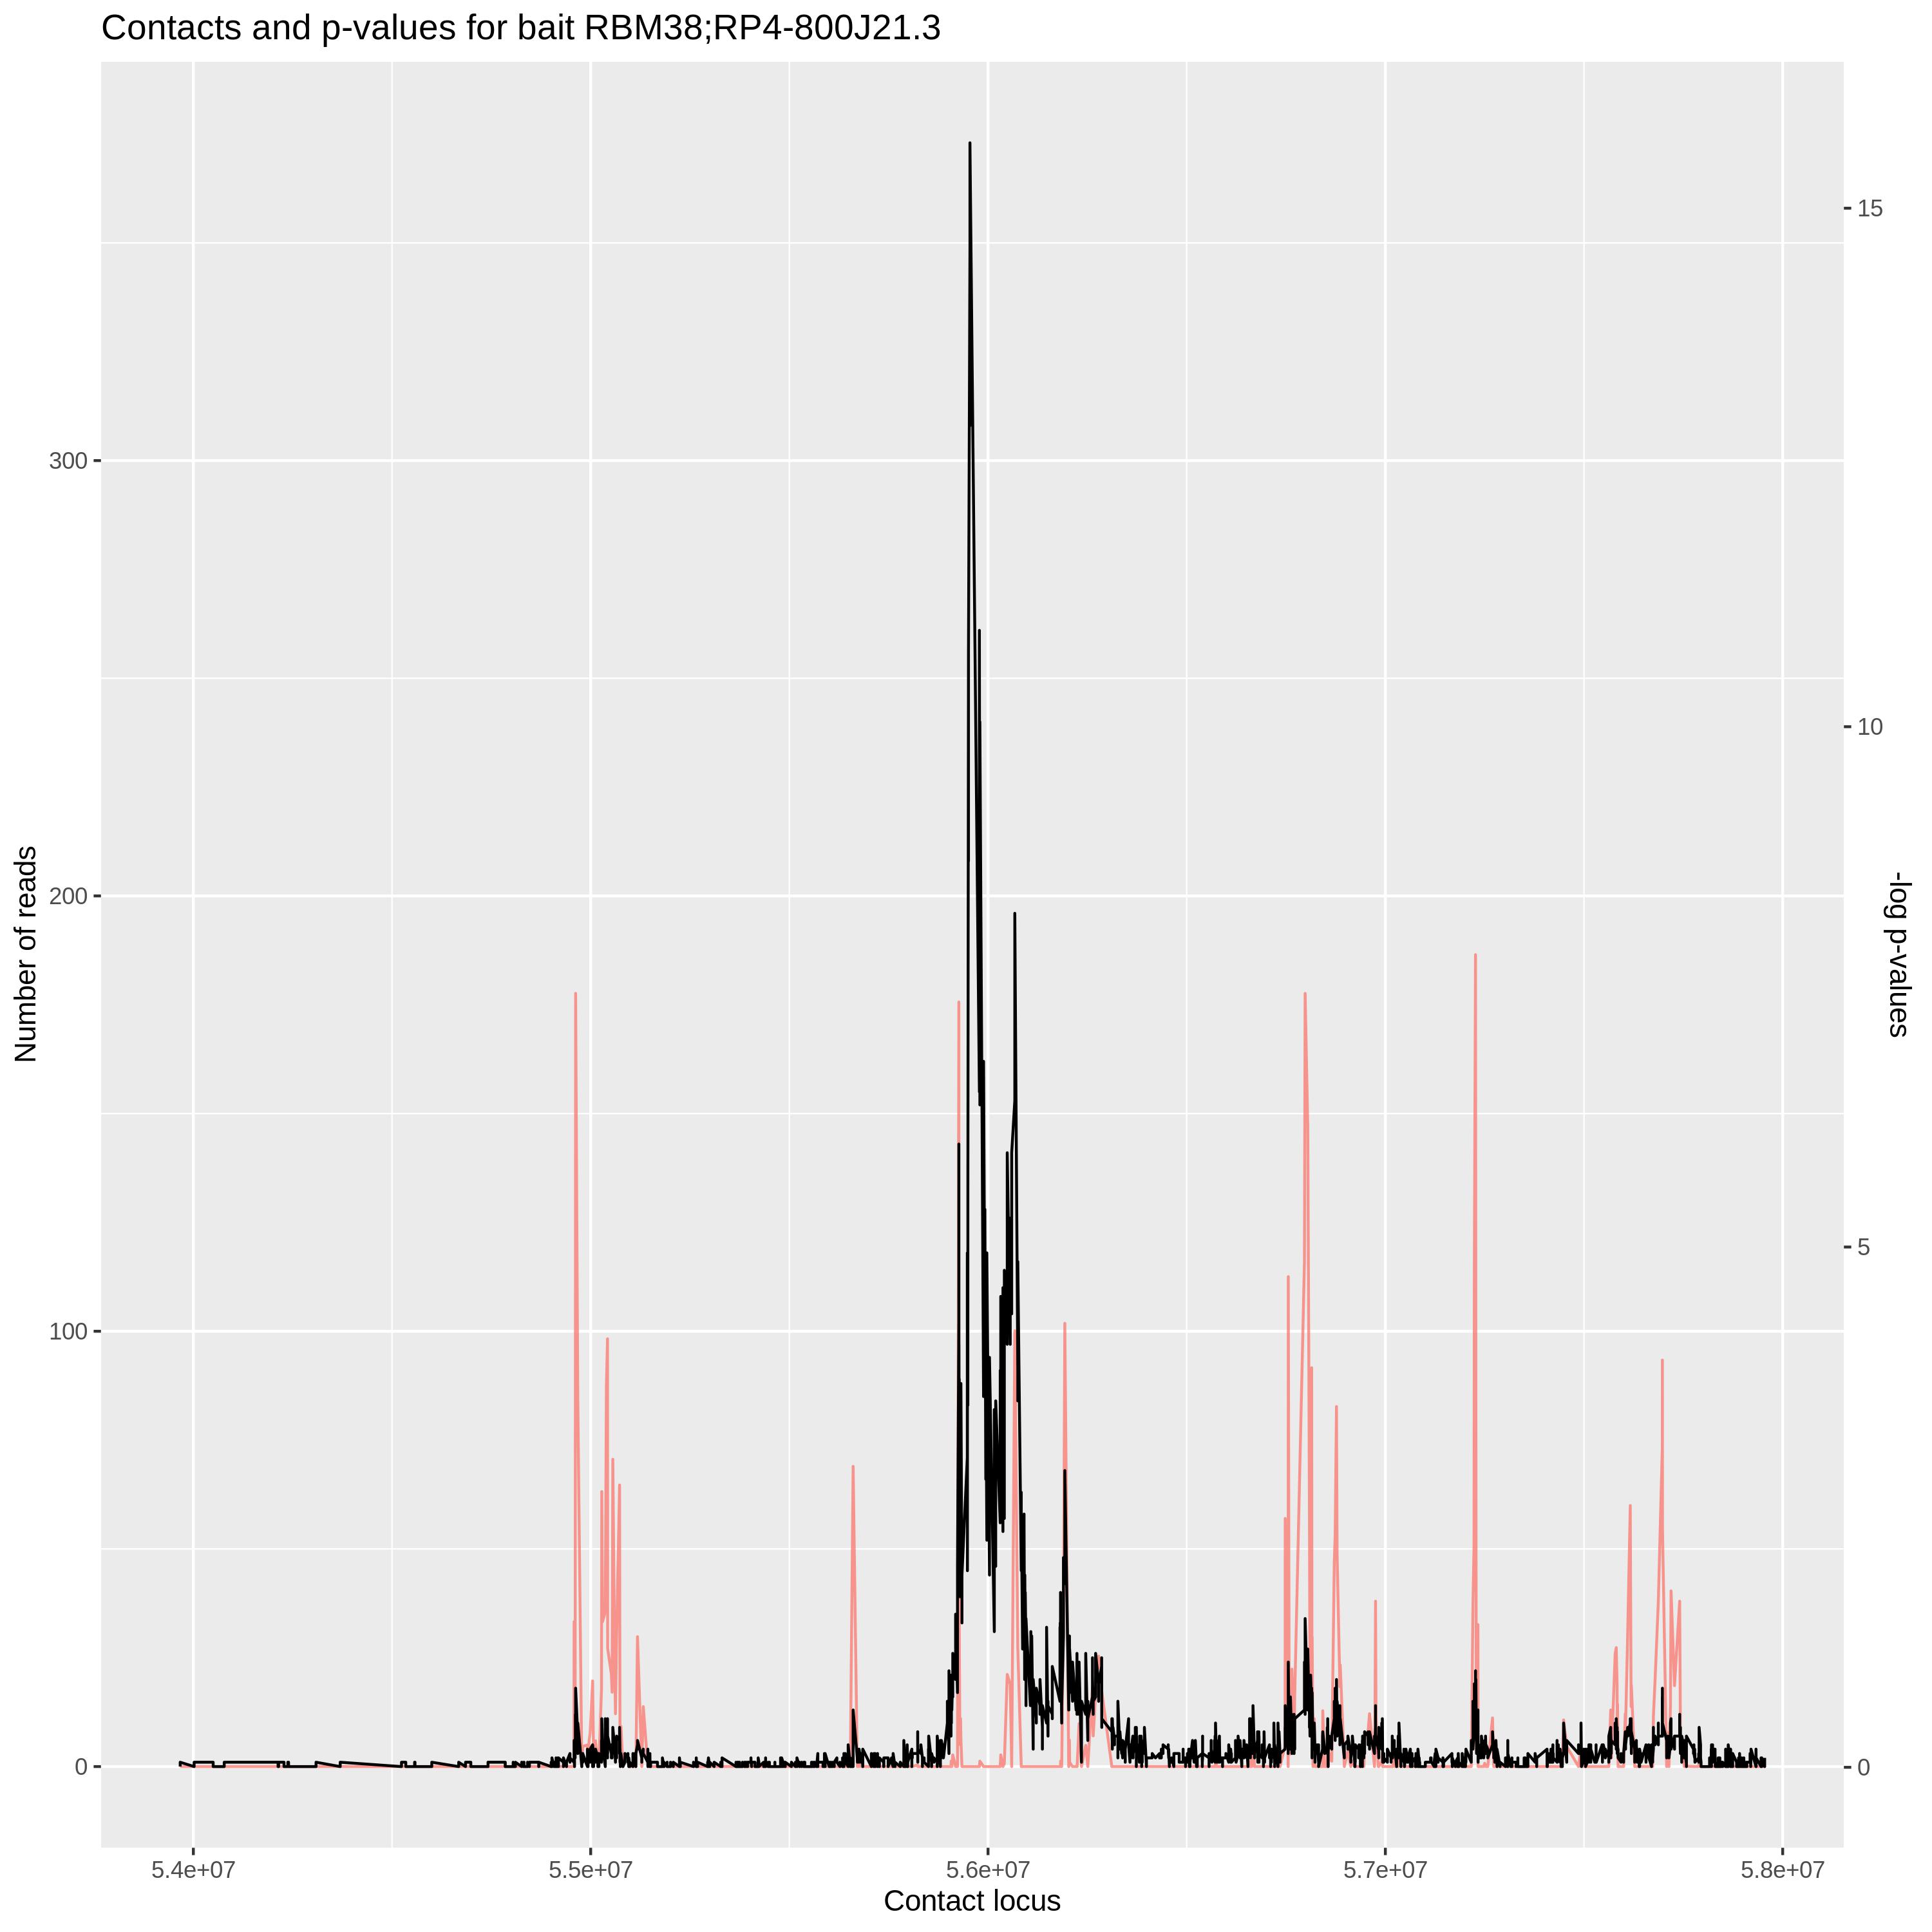 Contacts and p-values for bait RBM38;RP4-800J21.3
Number of reads
300
200
100
0
15
10
5
0
-log p-values
5.4e+07 5.5e+07 5.6e+07 5.7e+07 5.8e+07
Contact locus